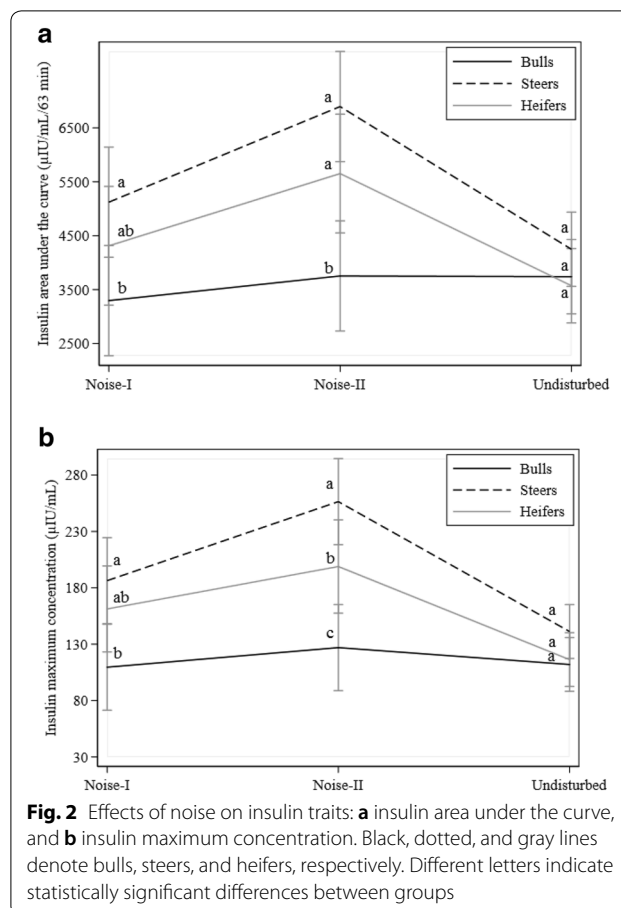 a
Bulls
Steers
Heifers
Insulin area under the curve (µIU/mL/63 min)
6500
5500
4500
3500
2500
a
ab
b
a
a
b
a
a
a
Noise-I Noise-II Undisturbed
b
Bulls
Steers
Heifers
Insulin maximum concentration (µIU/mL)
280
230
180
130
80
30
a
ab
b
a
b
c
a
a
a
Noise-I Noise-II Undisturbed
Fig. 2 Effects of noise on insulin traits: a insulin area under the curve,
and b insulin maximum concentration. Black, dotted, and gray lines
denote bulls, steers, and heifers, respectively. Different letters indicate
statistically significant differences between groups